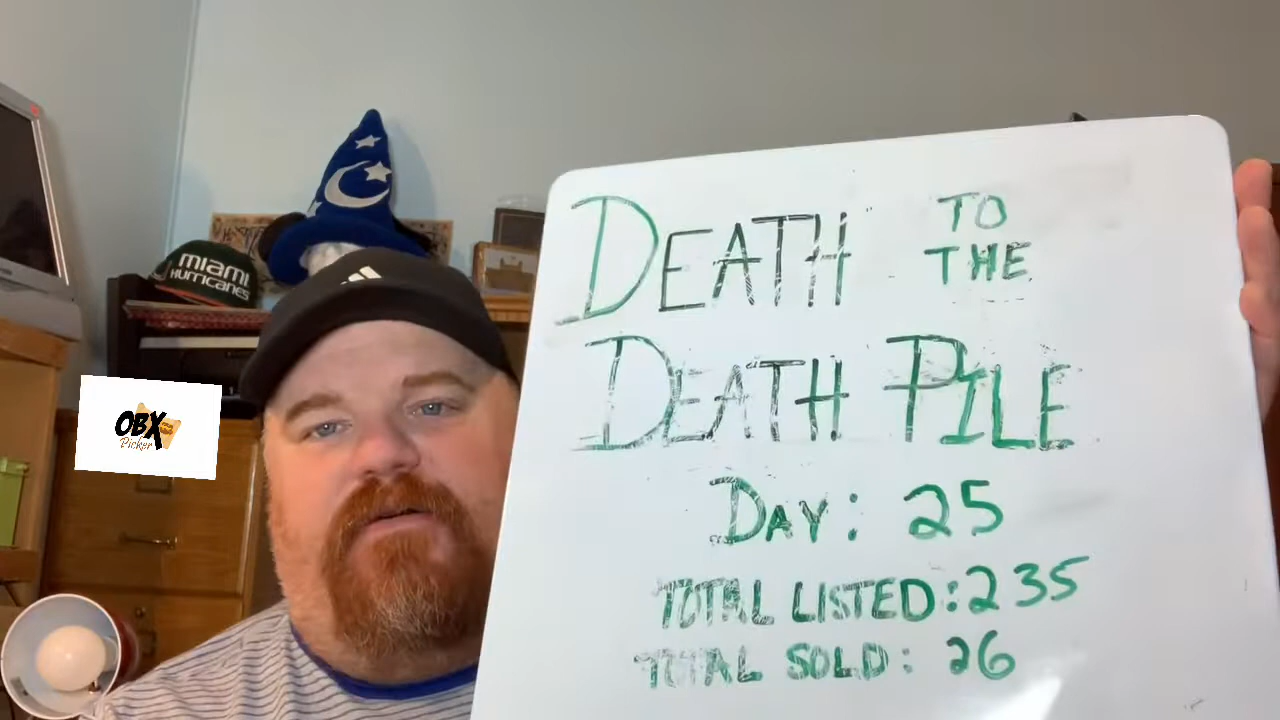 MIAMI
HURRICANES
OBX
Picker
DEATH TO THE
DEATH PILE
DAY: 25
TOTAL LISTED: 235
TOTAL SOLD: 26